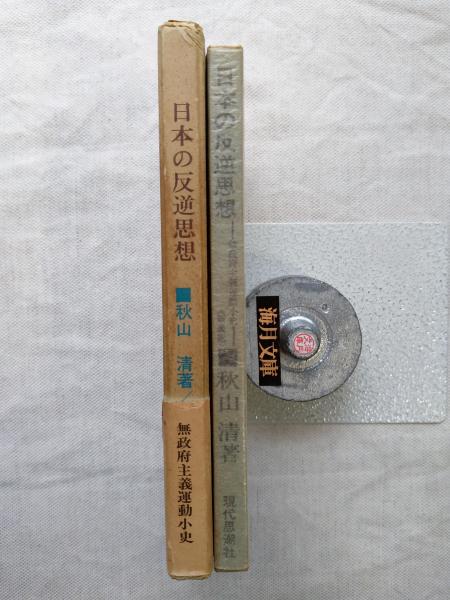 日本の反逆思想
■秋山 清著
無政府主義運動小史
日本の反逆思想
■秋山 清著
現代思潮社
海月文庫